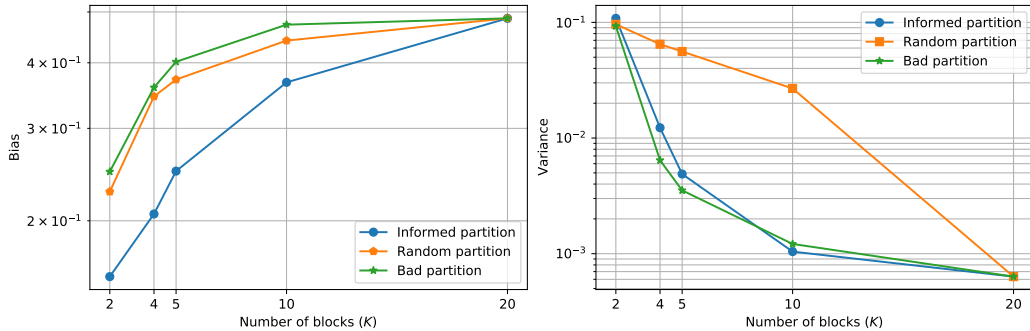 4 × 10⁻¹
3 × 10⁻¹
2 × 10⁻¹
Bias
2 4 5 10 20
Number of blocks (K)
Informed partition
Random partition
Bad partition
10⁻¹
10⁻²
10⁻³
Variance
2 4 5 10 20
Number of blocks (K)
Informed partition
Random partition
Bad partition